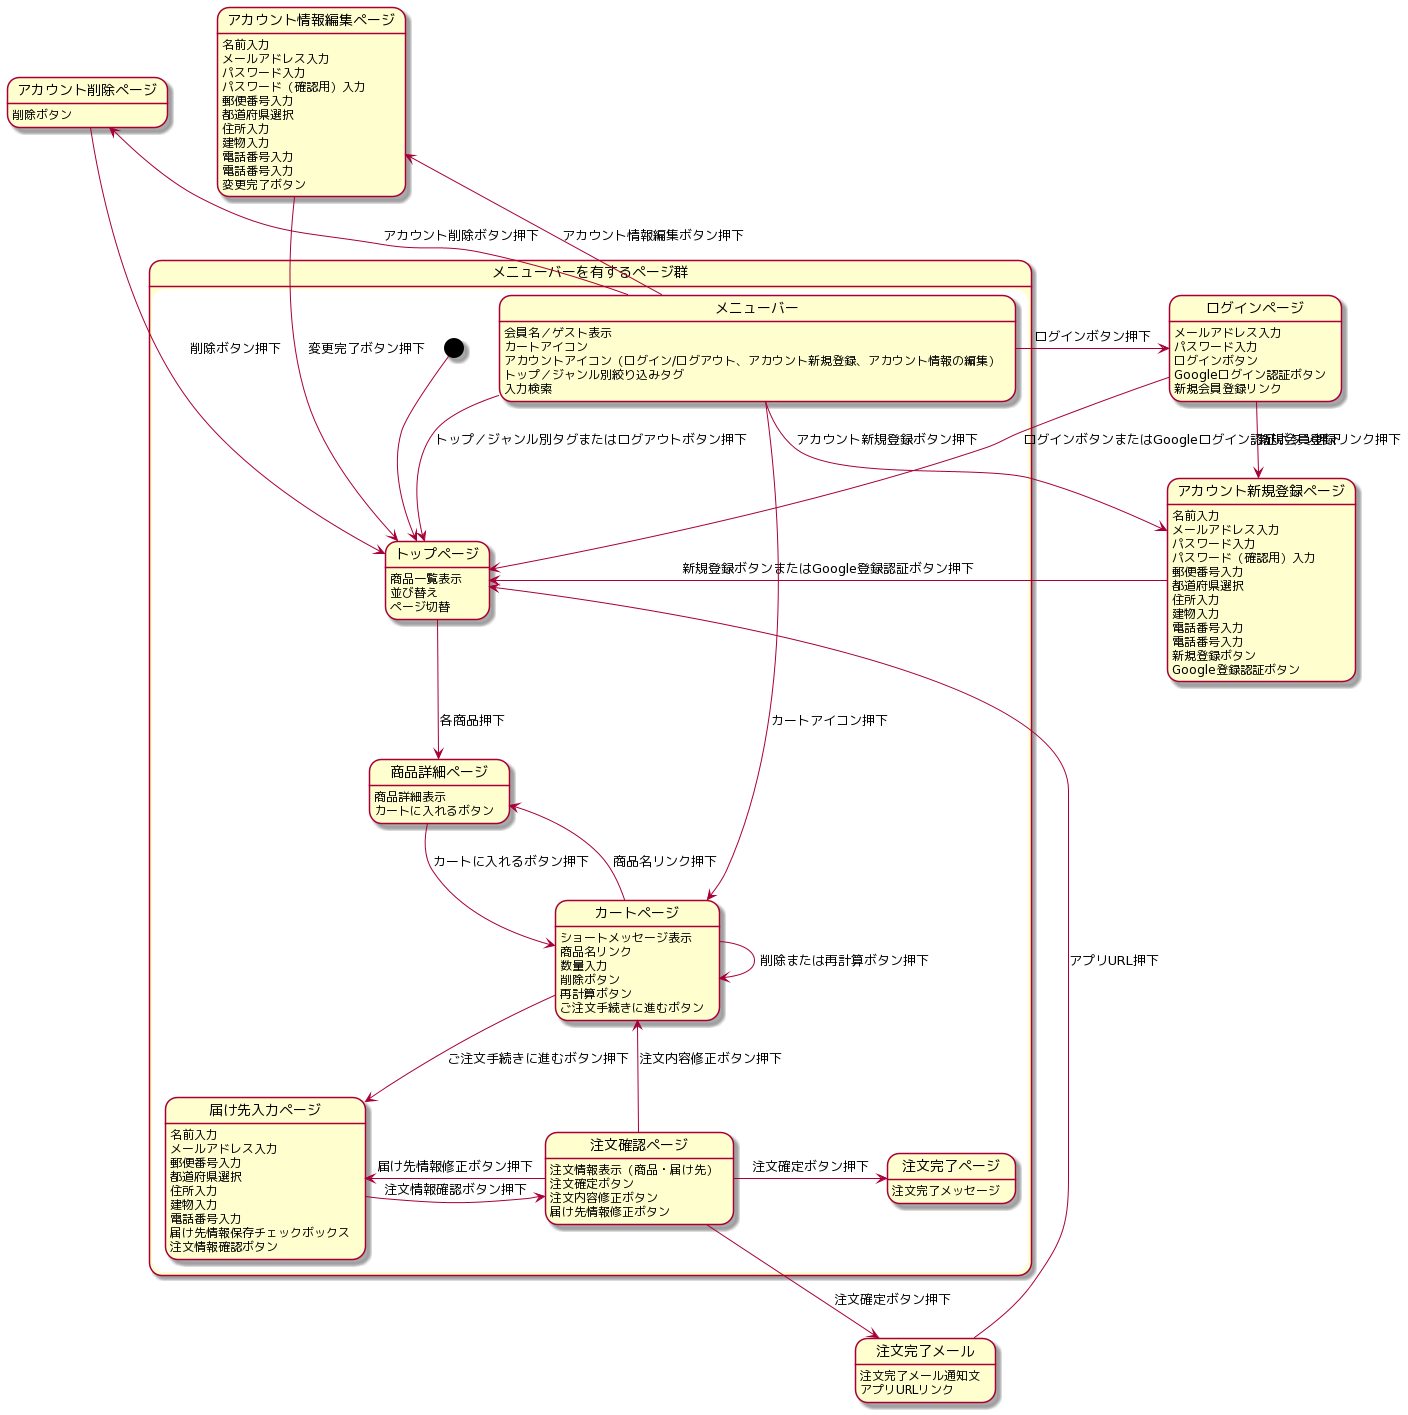 アカウント情報編集ページ
名前入力
メールアドレス入力
パスワード入力
パスワード（確認用）入力
郵便番号入力
都道府県選択
住所入力
建物入力
電話番号入力
電話番号入力
変更完了ボタン
アカウント削除ページ
削除ボタン
アカウント削除ボタン押下
アカウント情報編集ボタン押下
メニューバーを有するページ群
メニューバー
会員名／ゲスト表示
カートアイコン
アカウントアイコン（ログイン/ログアウト、アカウント新規登録、アカウント情報の編集）
トップ／ジャンル別絞り込みタグ
入力検索
ログインボタン押下
ログインページ
メールアドレス入力
パスワード入力
ログインボタン
Googleログイン認証ボタン
新規会員登録リンク
削除ボタン押下
変更完了ボタン押下
トップ／ジャンル別タグまたはログアウトボタン押下
アカウント新規登録ボタン押下
ログインボタンまたはGoogleログイン認証ボタン押下
新規会員登録リンク押下
アカウント新規登録ページ
名前入力
メールアドレス入力
パスワード入力
パスワード（確認用）入力
郵便番号入力
都道府県選択
住所入力
建物入力
電話番号入力
電話番号入力
新規登録ボタン
Google登録認証ボタン
トップページ
商品一覧表示
並び替え
ページ切替
新規登録ボタンまたはGoogle登録認証ボタン押下
各商品押下
カートアイコン押下
商品詳細ページ
商品詳細表示
カートに入れるボタン
カートに入れるボタン押下
商品名リンク押下
カートページ
ショートメッセージ表示
商品名リンク
数量入力
削除ボタン
再計算ボタン
ご注文手続きに進むボタン
削除または再計算ボタン押下
アプリURL押下
ご注文手続きに進むボタン押下
注文内容修正ボタン押下
届け先入力ページ
名前入力
メールアドレス入力
郵便番号入力
都道府県選択
住所入力
建物入力
電話番号入力
届け先情報保存チェックボックス
注文情報確認ボタン
届け先情報修正ボタン押下
注文情報確認ボタン押下
注文確認ページ
注文情報表示（商品・届け先）
注文確定ボタン
注文内容修正ボタン
届け先情報修正ボタン
注文確定ボタン押下
注文完了ページ
注文完了メッセージ
注文確定ボタン押下
注文完了メール
注文完了メール通知文
アプリURLリンク